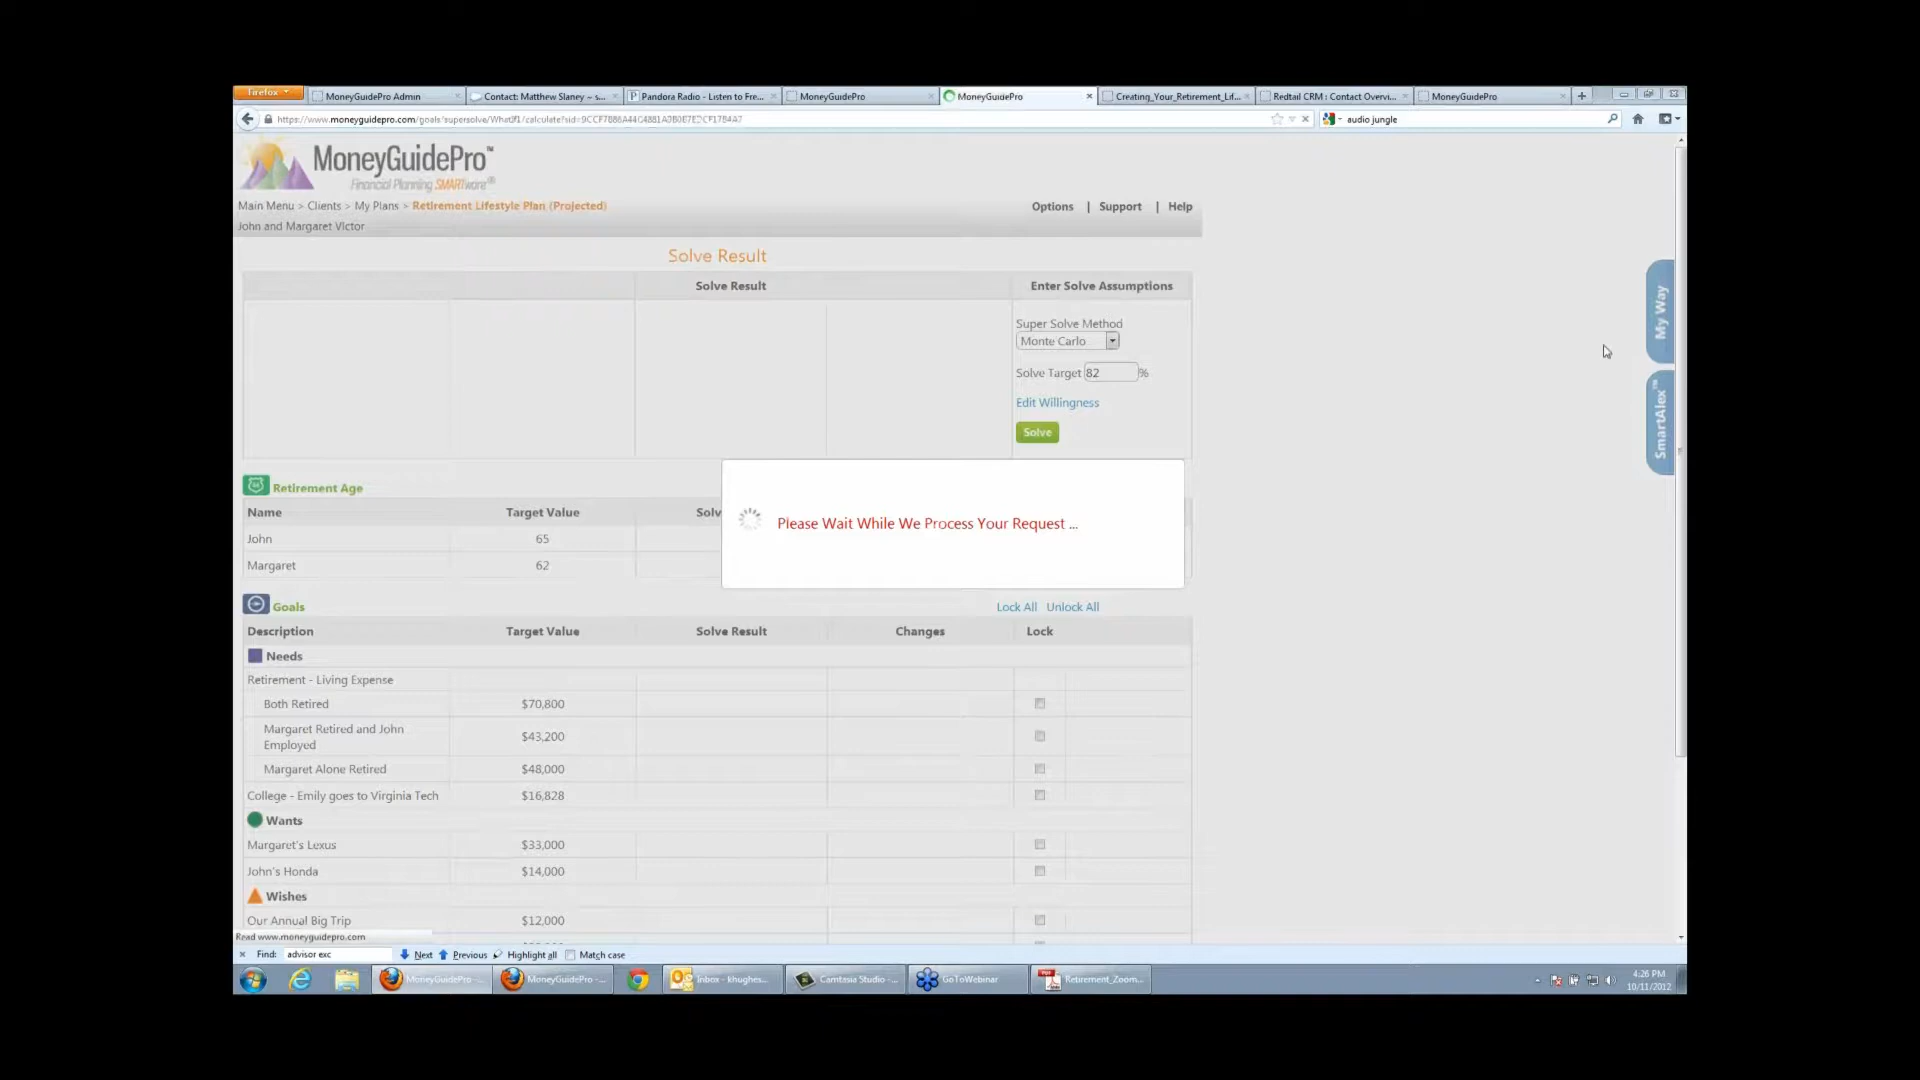 Firefox
MoneyGuidePro Admin
Contact: Matthew Slaney ~ s...
Pandora Radio - Listen to Fre...
MoneyGuidePro
MoneyGuidePro
Creating_Your_Retirement_Lif...
Redtail CRM : Contact Overvi...
MoneyGuidePro
audio jungle
MoneyGuidePro™
Financial Planning SMARTware®
Main Menu > Clients > My Plans > Retirement Lifestyle Plan (Projected)
Options | Support | Help
John and Margaret Victor
Solve Result
Solve Result
Enter Solve Assumptions
Super Solve Method
Monte Carlo
Solve Target 82 %
Edit Willingness
Solve
My Way
SmartAlex™
Retirement Age
Name Target Value Solv
John 65
Margaret 62
Please Wait While We Process Your Request ...
Goals
Lock All Unlock All
Description Target Value Solve Result Changes Lock
Needs
Retirement - Living Expense
Both Retired $70,800
Margaret Retired and John
Employed $43,200
Margaret Alone Retired $48,000
College - Emily goes to Virginia Tech $16,828
Wants
Margaret's Lexus $33,000
John's Honda $14,000
Wishes
Our Annual Big Trip $12,000
Read www.moneyguidepro.com
Find: advisor exc Next Previous Highlight all Match case
MoneyGuidePro -...
MoneyGuidePro -...
Inbox - khughes...
Camtasia Studio -...
GoToWebinar
Retirement_Zoom...
4:26 PM
10/11/2012